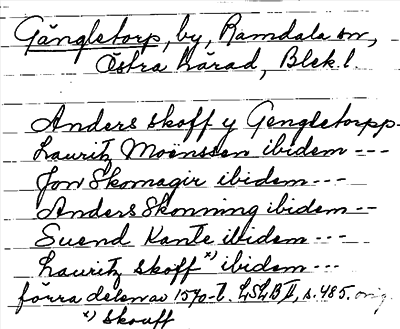 Gängletorp, by, Ramdala sn,
Östra härad, Blek. l.
Anders skoff y Gengletorpp-
Lauritz Moënssen ibidem ---
Jon Skomagir ibidem ---
Anders Skonning ibidem --
Suend Kante ibidem ---
Lauritz skoff x) ibidem ---
förra delen av 1570-t. LSLB II, s. 485. orig.
x) skouff